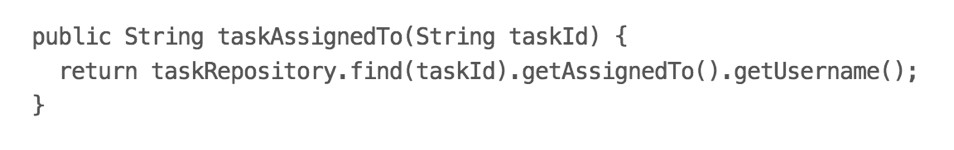 public String taskAssignedTo(String taskId) {
  return taskRepository.find(taskId).getAssignedTo().getUsername();
}